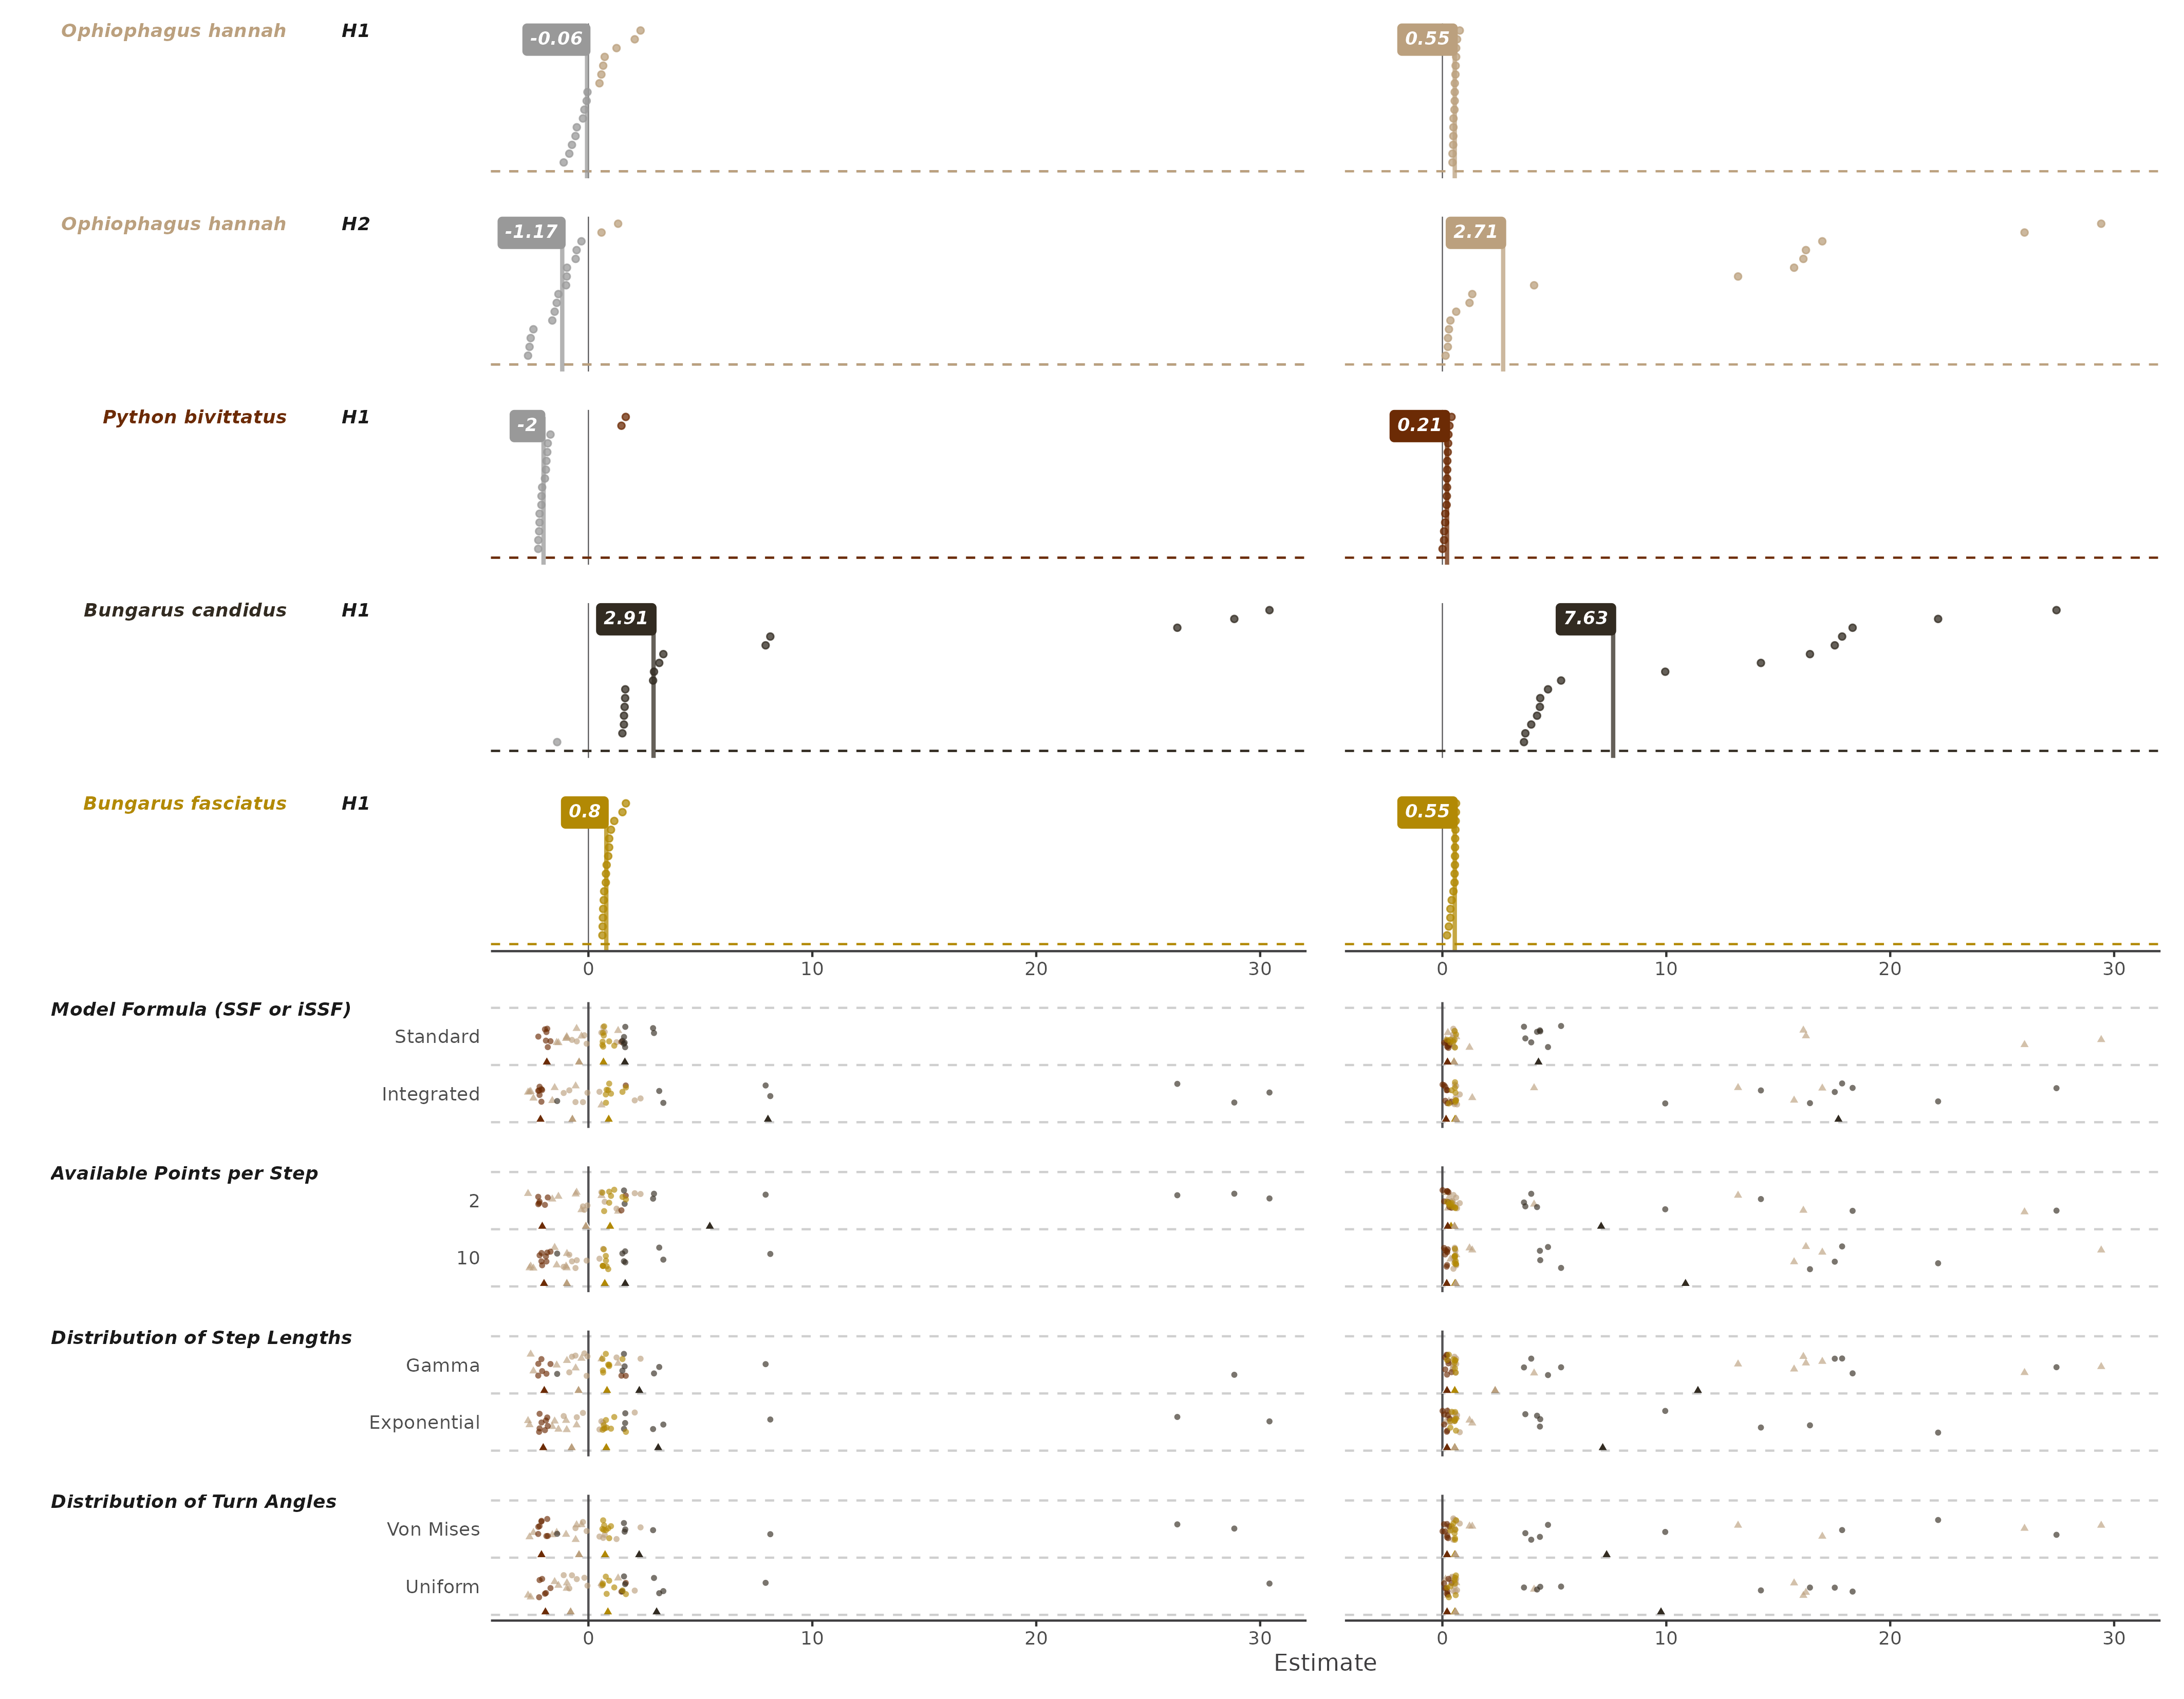 Ophiophagus hannah H1 -0.06 0.55
Ophiophagus hannah H2 -1.17 2.71
Python bivittatus H1 -2 0.21
Bungarus candidus H1 2.91 7.63
Bungarus fasciatus H1 0.8 0.55
0 10 20 30 0 10 20 30
Model Formula (SSF or iSSF)
Standard
Integrated
Available Points per Step
2
10
Distribution of Step Lengths
Gamma
Exponential
Distribution of Turn Angles
Von Mises
Uniform
0 10 20 30 0 10 20 30
Estimate